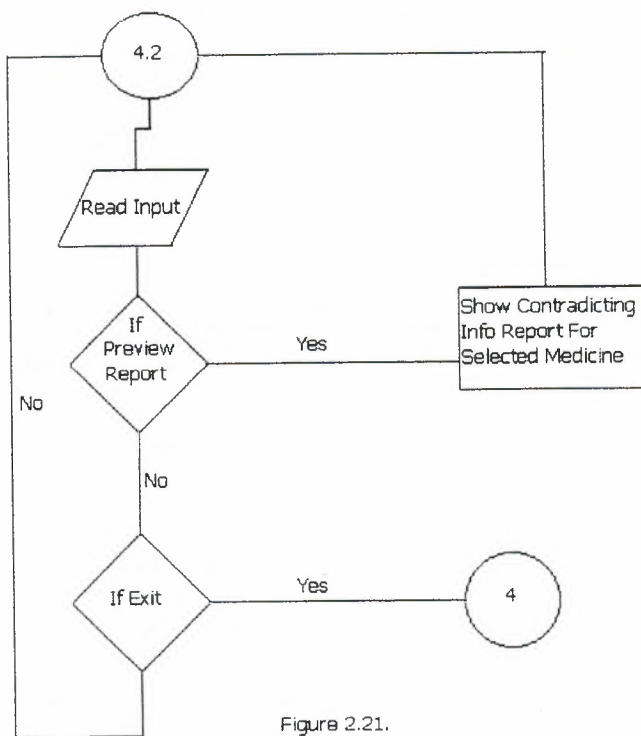 4.2
Read Input
If
Preview
Report
Yes
Show Contradicting
Info Report For
Selected Medicine
No
No
If Exit
Yes
4
Figure 2.21.